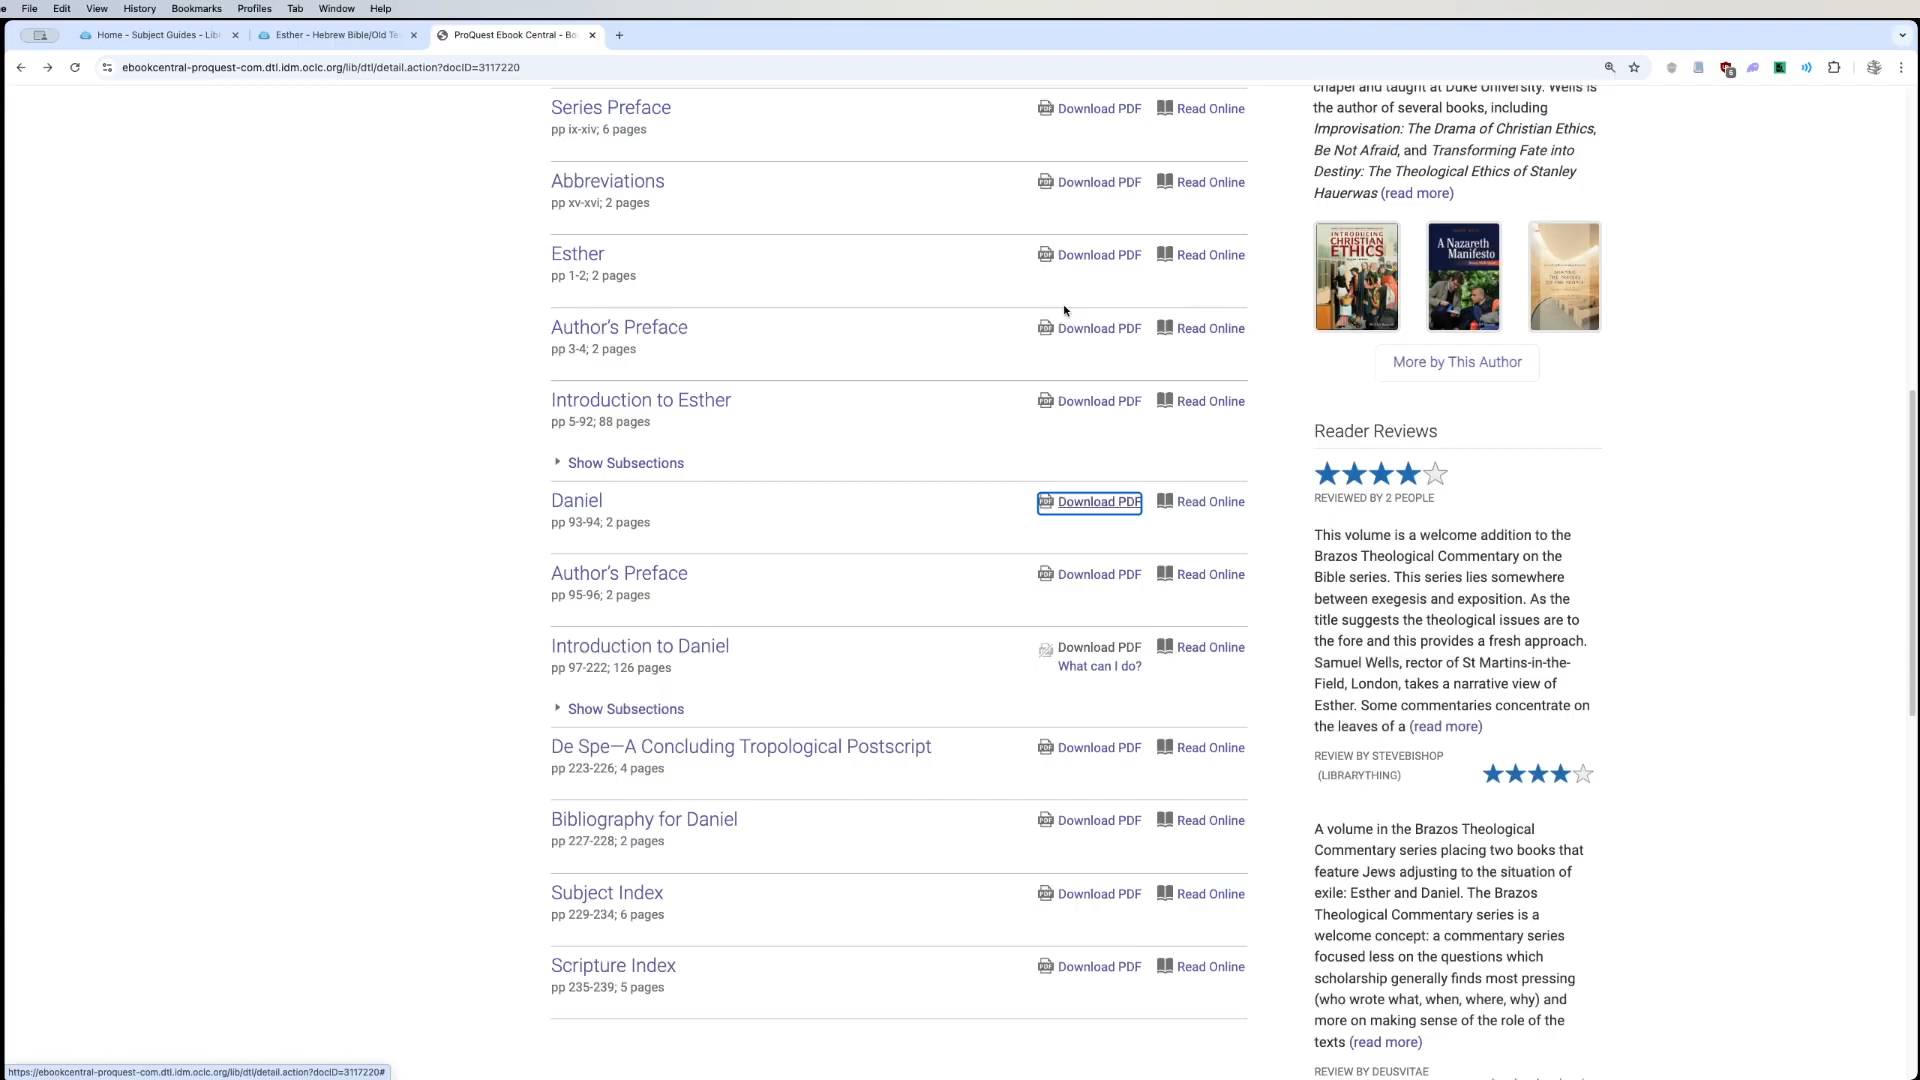 File Edit View History Bookmarks Profiles Tab Window Help
Home - Subject Guides - Lib
Esther - Hebrew Bible/Old Te
ProQuest Ebook Central - Bo
ebookcentral-proquest-com.dtl.idm.oclc.org/lib/dtl/detail.action?docID=3117220
Series Preface
Download PDF Read Online
pp ix-xiv; 6 pages
Abbreviations
Download PDF Read Online
pp xv-xvi; 2 pages
Esther
Download PDF Read Online
pp 1-2; 2 pages
Author’s Preface
Download PDF Read Online
pp 3-4; 2 pages
Introduction to Esther
Download PDF Read Online
pp 5-92; 88 pages
Show Subsections
Daniel
Download PDF Read Online
pp 93-94; 2 pages
Author’s Preface
Download PDF Read Online
pp 95-96; 2 pages
Introduction to Daniel
Download PDF Read Online
What can I do?
pp 97-222; 126 pages
Show Subsections
De Spe—A Concluding Tropological Postscript
Download PDF Read Online
pp 223-226; 4 pages
Bibliography for Daniel
Download PDF Read Online
pp 227-228; 2 pages
Subject Index
Download PDF Read Online
pp 229-234; 6 pages
Scripture Index
Download PDF Read Online
pp 235-239; 5 pages
chapel and taught at Duke University. Wells is
the author of several books, including
Improvisation: The Drama of Christian Ethics,
Be Not Afraid, and Transforming Fate into
Destiny: The Theological Ethics of Stanley
Hauerwas (read more)
INTRODUCING
CHRISTIAN
ETHICS
A Nazareth
Manifesto
More by This Author
Reader Reviews
REVIEWED BY 2 PEOPLE
This volume is a welcome addition to the
Brazos Theological Commentary on the
Bible series. This series lies somewhere
between exegesis and exposition. As the
title suggests the theological issues are to
the fore and this provides a fresh approach.
Samuel Wells, rector of St Martins-in-the-
Field, London, takes a narrative view of
Esther. Some commentaries concentrate on
the leaves of a (read more)
REVIEW BY STEVEBISHOP
(LIBRARYTHING)
A volume in the Brazos Theological
Commentary series placing two books that
feature Jews adjusting to the situation of
exile: Esther and Daniel. The Brazos
Theological Commentary series is a
welcome concept: a commentary series
focused less on the questions which
scholarship generally finds most pressing
(who wrote what, when, where, why) and
more on making sense of the role of the
texts (read more)
REVIEW BY DEUSVITAE
https://ebookcentral-proquest-com.dtl.idm.oclc.org/lib/dtl/detail.action?docID=3117220#